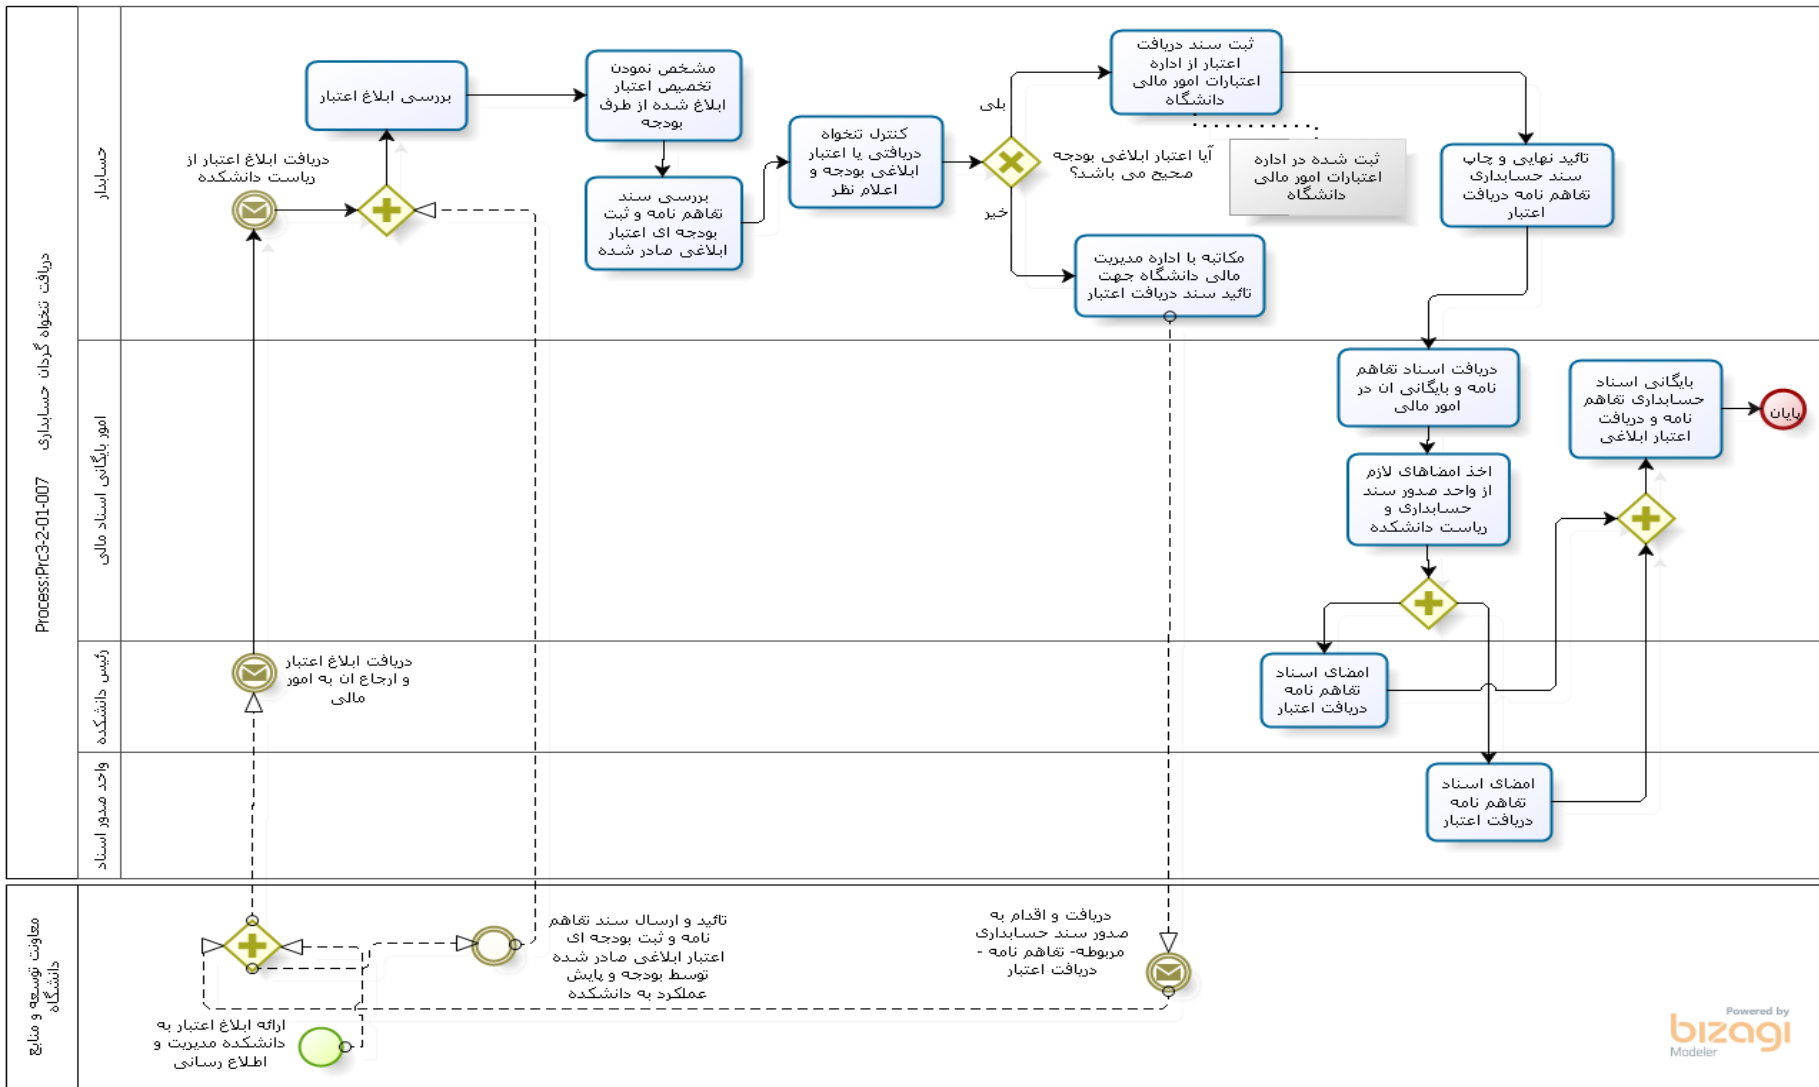 Process:Prc3-2-01-007 دریافت تنخواه گردان حسابداری
حسابدار
امور بایگانی اسناد مالی
رئیس دانشکده
واحد صدور اسناد
معاونت توسعه و منابع
دانشگاه
بررسی ابلاغ اعتبار
دریافت ابلاغ اعتبار از
ریاست دانشکده
مشخص نمودن
تخصیص اعتبار
ابلاغ شده از طرف
بودجه
بررسی سند
تفاهم نامه و ثبت
بودجه ای اعتبار
ابلاغی صادر شده
کنترل تنخواه
دریافتی یا اعتبار
ابلاغی بودجه و
اعلام نظر
بلی
خیر
آیا اعتبار ابلاغی بودجه
صحیح می باشد؟
ثبت سند دریافت
اعتبار از اداره
اعتبارات امور مالی
دانشگاه
ثبت شده در اداره
اعتبارات امور مالی
دانشگاه
تائید نهایی و چاپ
سند حسابداری
تفاهم نامه دریافت
اعتبار
مکاتبه با اداره مدیریت
مالی دانشگاه جهت
تائید سند دریافت اعتبار
دریافت اسناد تفاهم
نامه و بایگانی ان در
امور مالی
اخذ امضاهای لازم
از واحد صدور سند
حسابداری و
ریاست دانشکده
بایگانی اسناد
حسابداری تفاهم
نامه و دریافت
اعتبار ابلاغی
پایان
دریافت ابلاغ اعتبار
و ارجاع ان به امور
مالی
امضای اسناد
تفاهم نامه
دریافت اعتبار
امضای اسناد
تفاهم نامه
دریافت اعتبار
تائید و ارسال سند تفاهم
نامه و ثبت بودجه ای
اعتبار ابلاغی صادر شده
توسط بودجه و پایش
عملکرد به دانشکده
دریافت و اقدام به
صدور سند حسابداری
مربوطه- تفاهم نامه -
دریافت اعتبار
ارائه ابلاغ اعتبار به
دانشکده مدیریت و
اطلاع رسانی
Powered by
bizagi
Modeler